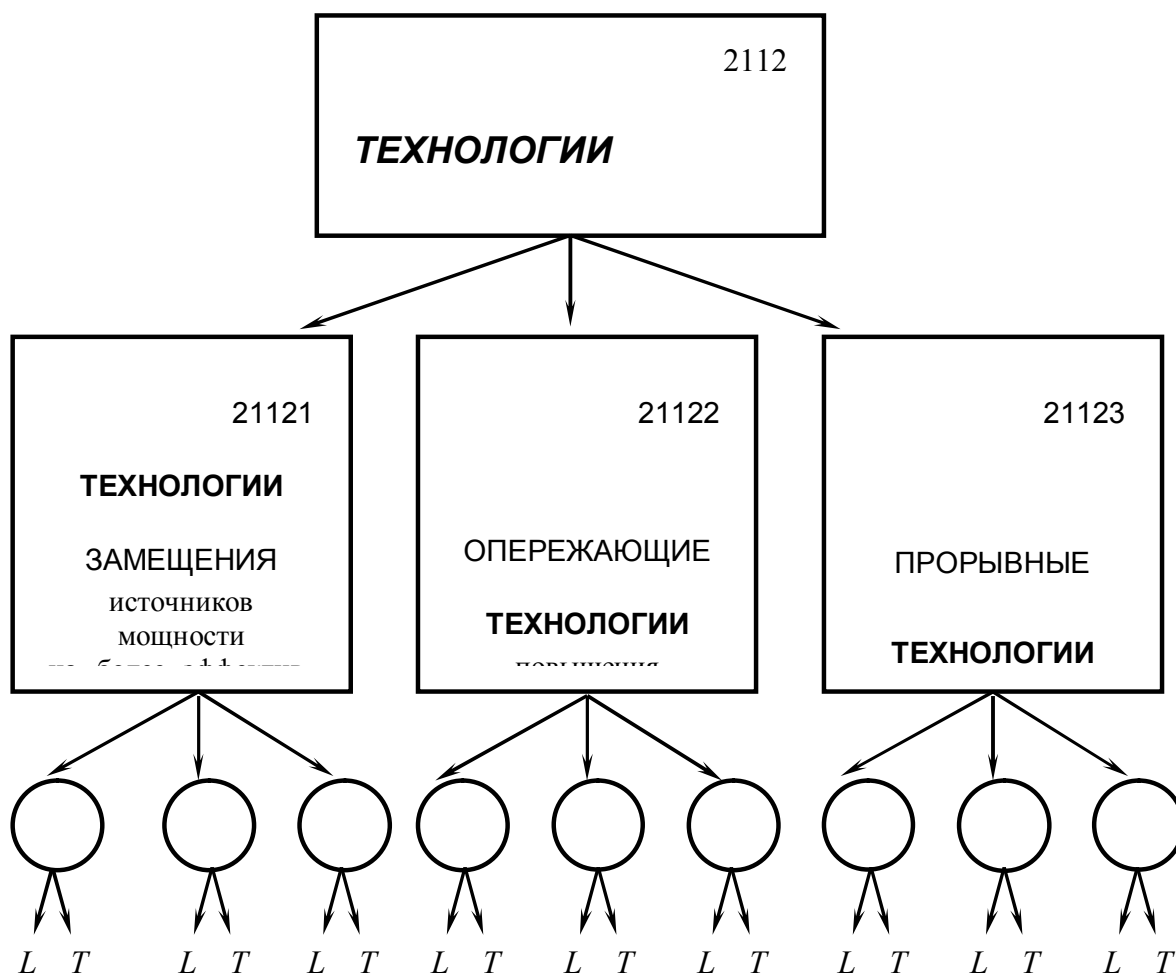 2112
ТЕХНОЛОГИИ
21121
ТЕХНОЛОГИИ
ЗАМЕЩЕНИЯ
источников
мощности
21122
ОПЕРЕЖАЮЩИЕ
ТЕХНОЛОГИИ
21123
ПРОРЫВНЫЕ
ТЕХНОЛОГИИ
L T L T L T L T L T L T L T L T L T